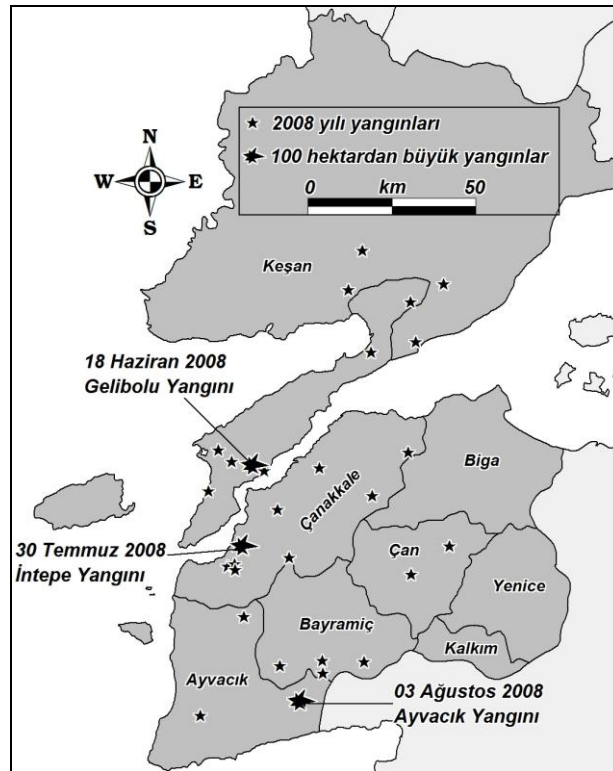 2008 yılı yangınları
100 hektardan büyük yangınlar
0 km 50
N
W E
S
Keşan
18 Haziran 2008
Gelibolu Yangını
Biga
Çanakkale
30 Temmuz 2008
İntepe Yangını
Çan
Yenice
Bayramiç
Kalkım
Ayvacık
03 Ağustos 2008
Ayvacık Yangını